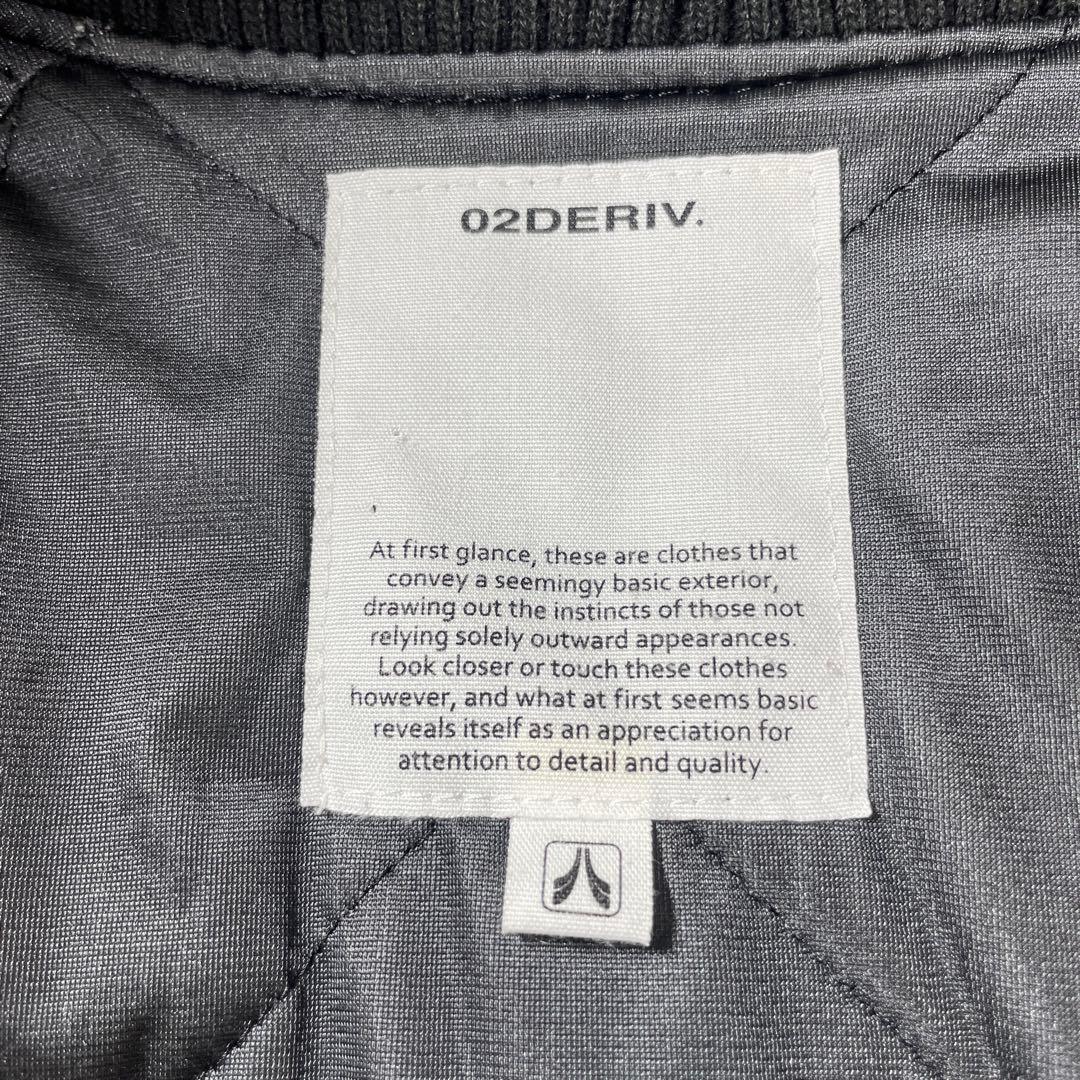 02DERIV.
At first glance, these are clothes that
convey a seemingy basic exterior,
drawing out the instincts of those not
relying solely outward appearances.
Look closer or touch these clothes
however, and what at first seems basic
reveals itself as an appreciation for
attention to detail and quality.